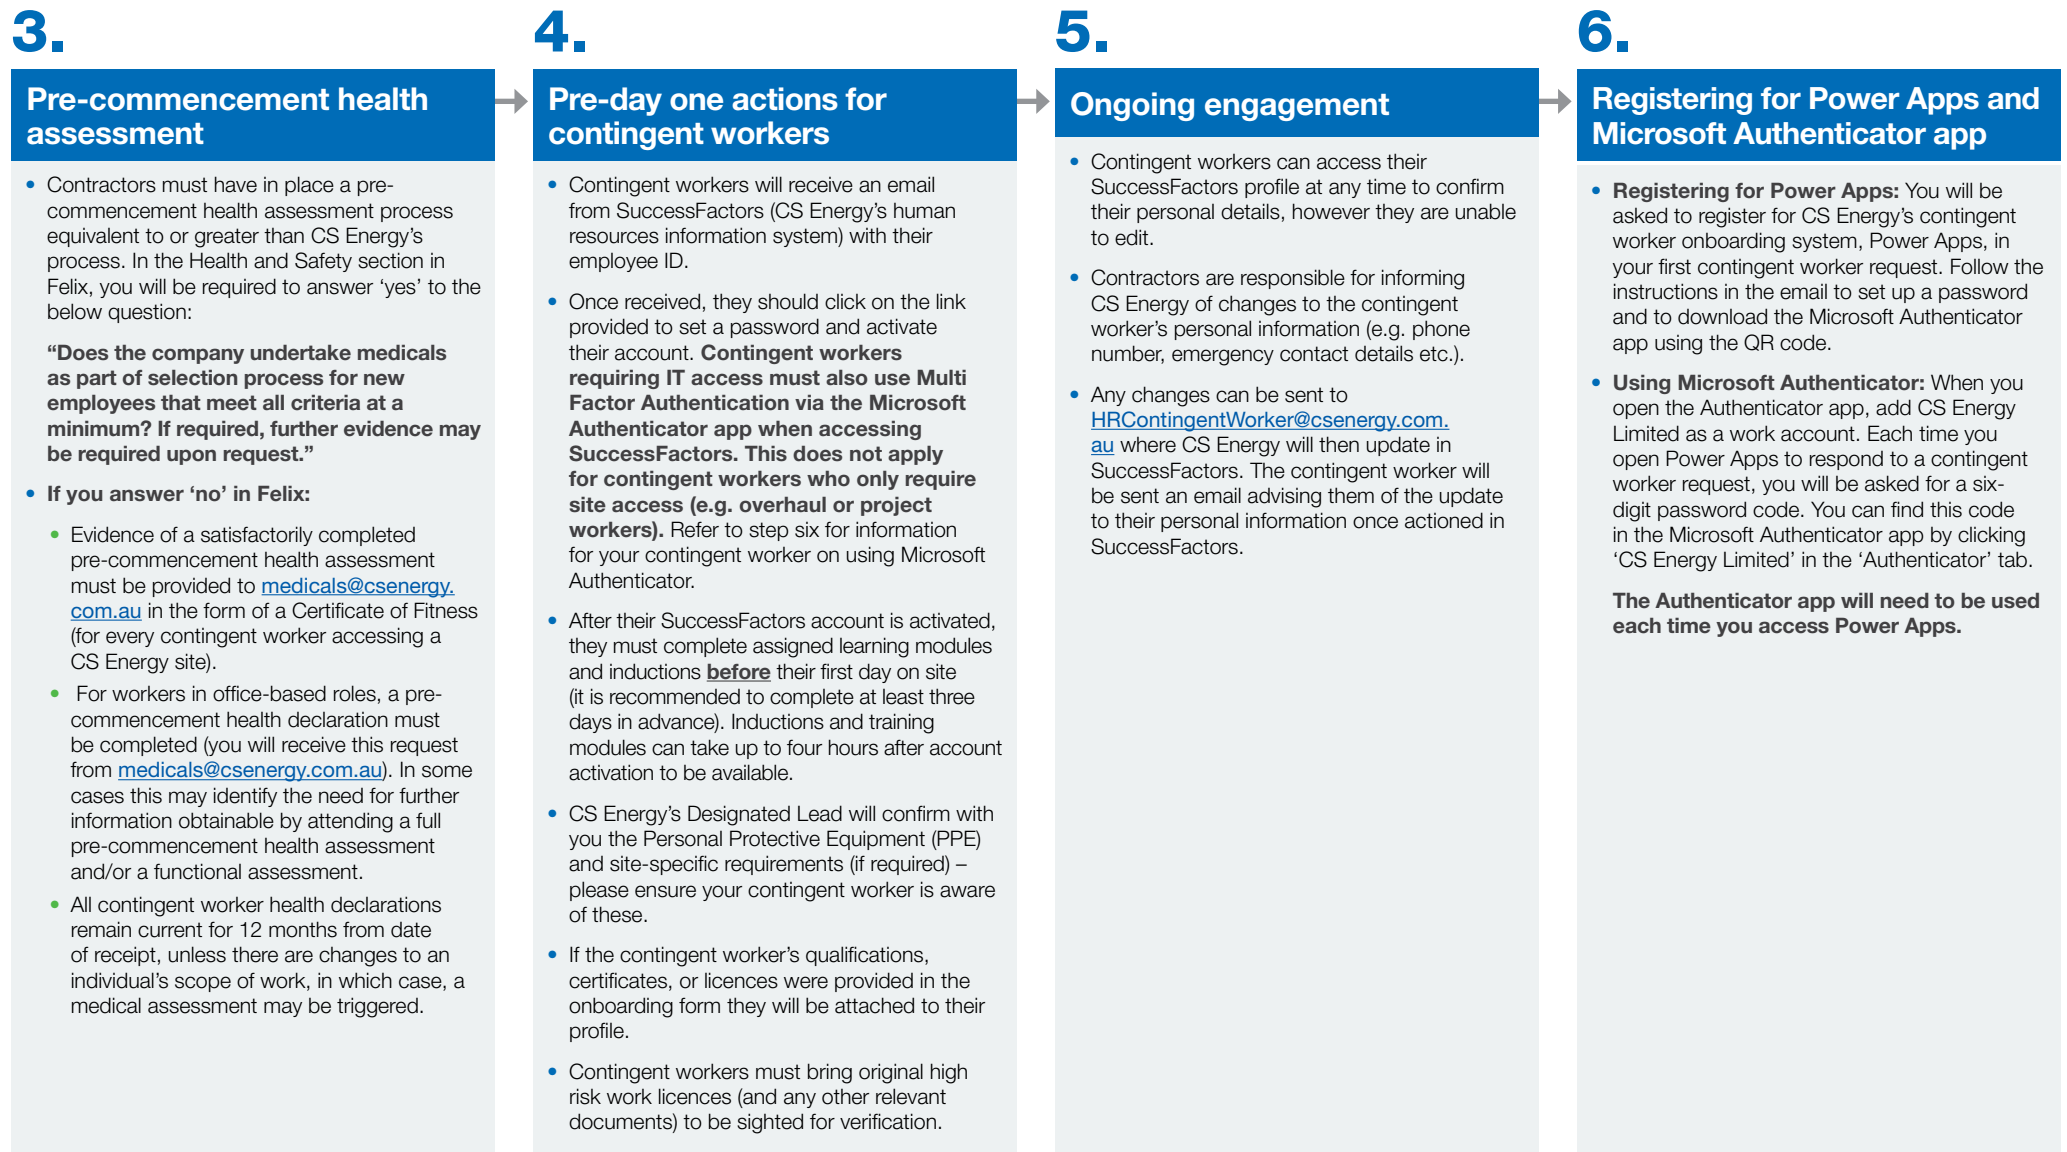 3.
Pre-commencement health
assessment
• Contractors must have in place a pre-
commencement health assessment process
equivalent to or greater than CS Energy’s
process. In the Health and Safety section in
Felix, you will be required to answer ‘yes’ to the
below question:
“Does the company undertake medicals
as part of selection process for new
employees that meet all criteria at a
minimum? If required, further evidence may
be required upon request.”
• If you answer ‘no’ in Felix:
• Evidence of a satisfactorily completed
pre-commencement health assessment
must be provided to medicals@csenergy.
com.au in the form of a Certificate of Fitness
(for every contingent worker accessing a
CS Energy site).
• For workers in office-based roles, a pre-
commencement health declaration must
be completed (you will receive this request
from medicals@csenergy.com.au). In some
cases this may identify the need for further
information obtainable by attending a full
pre-commencement health assessment
and/or a functional assessment.
• All contingent worker health declarations
remain current for 12 months from date
of receipt, unless there are changes to an
individual’s scope of work, in which case, a
medical assessment may be triggered.
4.
Pre-day one actions for
contingent workers
• Contingent workers will receive an email
from SuccessFactors (CS Energy’s human
resources information system) with their
employee ID.
• Once received, they should click on the link
provided to set a password and activate
their account. Contingent workers
requiring IT access must also use Multi
Factor Authentication via the Microsoft
Authenticator app when accessing
SuccessFactors. This does not apply
for contingent workers who only require
site access (e.g. overhaul or project
workers). Refer to step six for information
for your contingent worker on using Microsoft
Authenticator.
• After their SuccessFactors account is activated,
they must complete assigned learning modules
and inductions before their first day on site
(it is recommended to complete at least three
days in advance). Inductions and training
modules can take up to four hours after account
activation to be available.
• CS Energy’s Designated Lead will confirm with
you the Personal Protective Equipment (PPE)
and site-specific requirements (if required) –
please ensure your contingent worker is aware
of these.
• If the contingent worker’s qualifications,
certificates, or licences were provided in the
onboarding form they will be attached to their
profile.
• Contingent workers must bring original high
risk work licences (and any other relevant
documents) to be sighted for verification.
5.
Ongoing engagement
• Contingent workers can access their
SuccessFactors profile at any time to confirm
their personal details, however they are unable
to edit.
• Contractors are responsible for informing
CS Energy of changes to the contingent
worker’s personal information (e.g. phone
number, emergency contact details etc.).
• Any changes can be sent to
HRContingentWorker@csenergy.com.
au where CS Energy will then update in
SuccessFactors. The contingent worker will
be sent an email advising them of the update
to their personal information once actioned in
SuccessFactors.
6.
Registering for Power Apps and
Microsoft Authenticator app
• Registering for Power Apps: You will be
asked to register for CS Energy’s contingent
worker onboarding system, Power Apps, in
your first contingent worker request. Follow the
instructions in the email to set up a password
and to download the Microsoft Authenticator
app using the QR code.
• Using Microsoft Authenticator: When you
open the Authenticator app, add CS Energy
Limited as a work account. Each time you
open Power Apps to respond to a contingent
worker request, you will be asked for a six-
digit password code. You can find this code
in the Microsoft Authenticator app by clicking
‘CS Energy Limited’ in the ‘Authenticator’ tab.
The Authenticator app will need to be used
each time you access Power Apps.